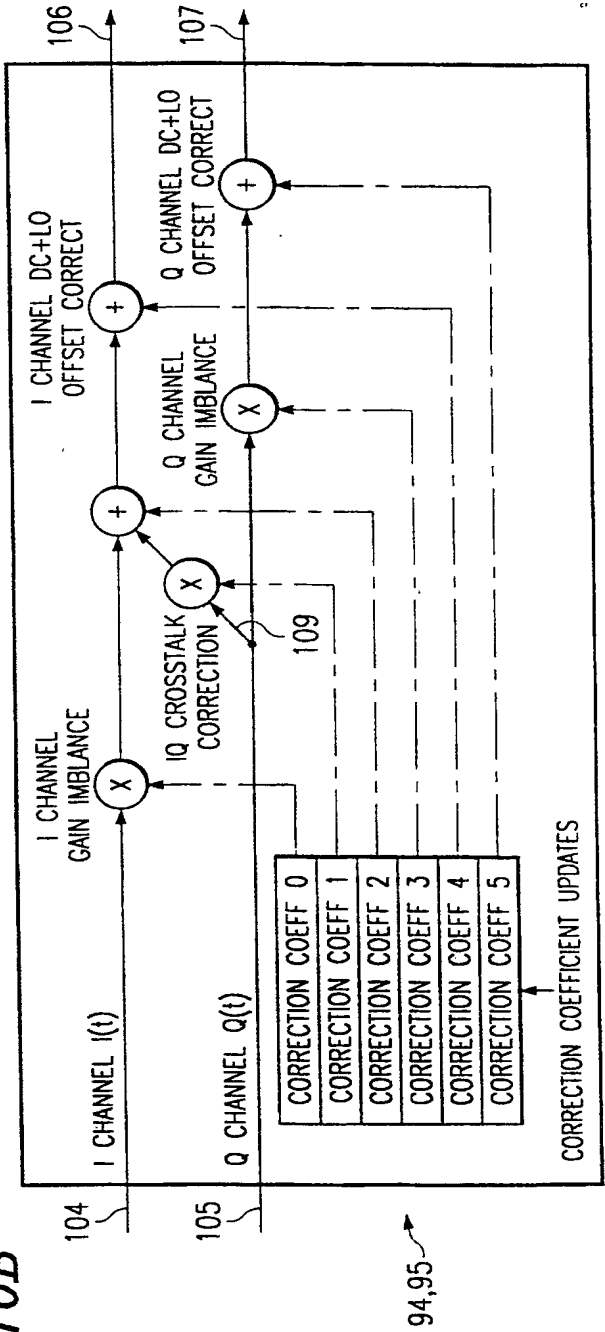 10B
I CHANNEL
GAIN IMBLANCE
I CHANNEL DC+LO
OFFSET CORRECT
104
I CHANNEL I(t)
X
+
+
106
IQ CROSSTALK
CORRECTION
X
Q CHANNEL
GAIN IMBLANCE
Q CHANNEL DC+LO
OFFSET CORRECT
105
Q CHANNEL Q(t)
109
X
+
107
CORRECTION COEFF 0
CORRECTION COEFF 1
CORRECTION COEFF 2
CORRECTION COEFF 3
CORRECTION COEFF 4
CORRECTION COEFF 5
CORRECTION COEFFICIENT UPDATES
94,95